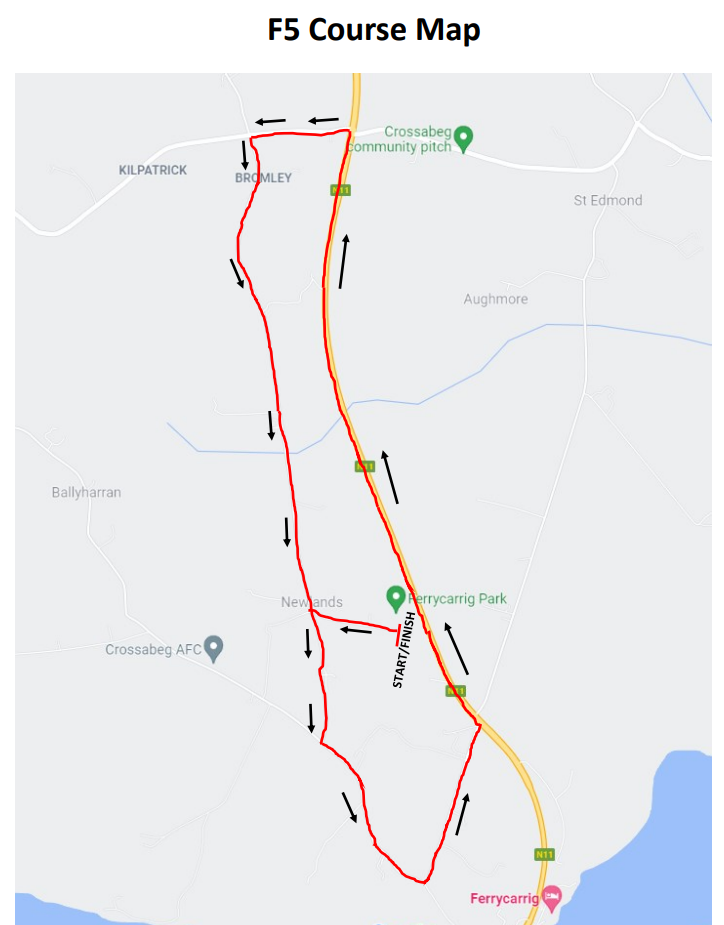 F5 Course Map
Crossabeg
community pitch
KILPATRICK
BROMLEY
N11
St Edmond
Aughmore
N11
Ballyharran
Newlands
Ferrycarrig Park
START/FINISH
Crossabeg AFC
N11
N11
Ferrycarrig